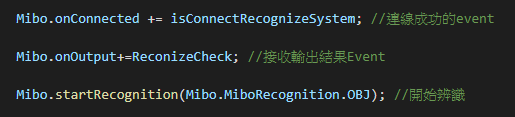 Mibo.onConnected += isConnectRecognizeSystem; //連線成功的event
Mibo.onOutput+=ReconizeCheck; //接收輸出結果Event
Mibo.startRecognition(Mibo.MiboRecognition.OBJ); //開始辨識